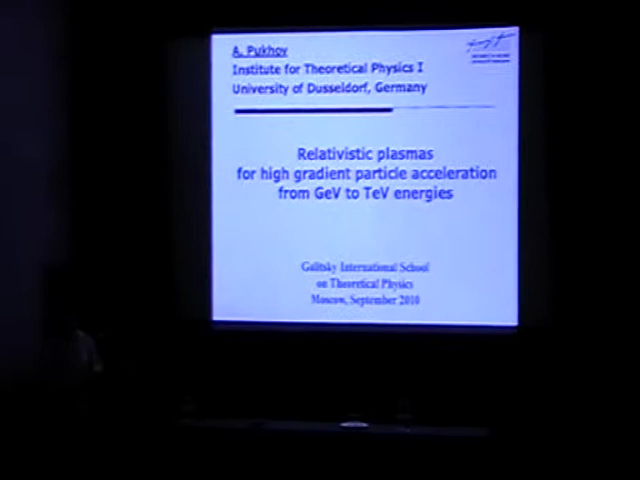 A. Pukhov
Institute for Theoretical Physics I
University of Dusseldorf, Germany
Relativistic plasmas
for high gradient particle acceleration
from GeV to TeV energies
Galitsky International School
on Theoretical Physics
Moscow, September 2010